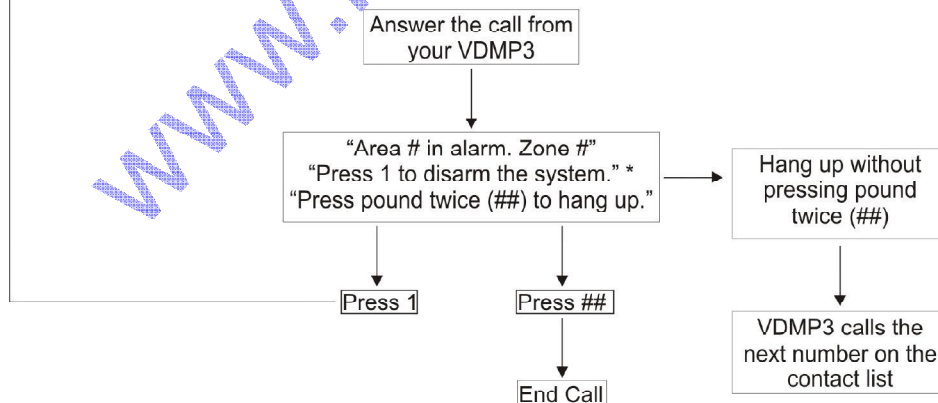 www.
Answer the call from
your VDMP3
“Area # in alarm. Zone #”
“Press 1 to disarm the system.” *
“Press pound twice (##) to hang up.”
Hang up without
pressing pound
twice (##)
Press 1
Press ##
VDMP3 calls the
next number on the
contact list
End Call